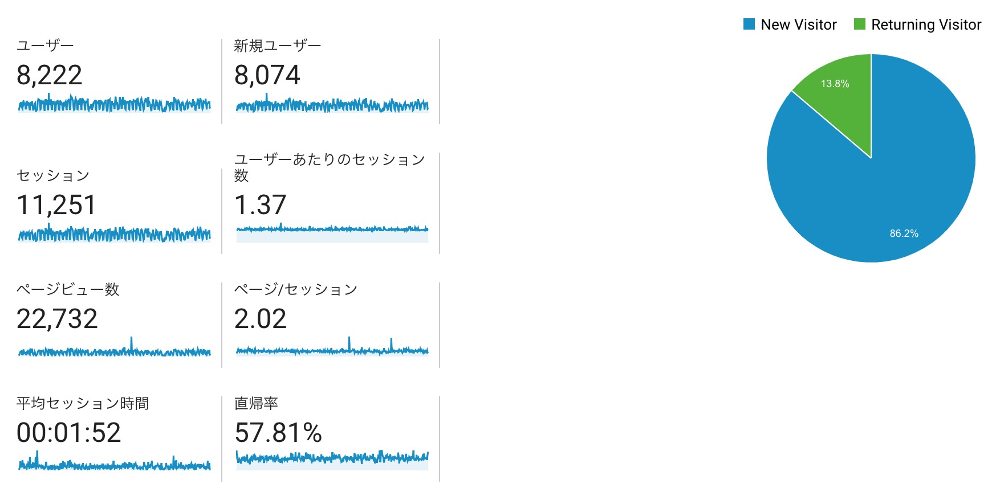 New Visitor
Returning Visitor
ユーザー
8,222
新規ユーザー
8,074
セッション
11,251
ユーザーあたりのセッション
数
1.37
ページビュー数
22,732
ページ/セッション
2.02
平均セッション時間
00:01:52
直帰率
57.81%
13.8%
86.2%